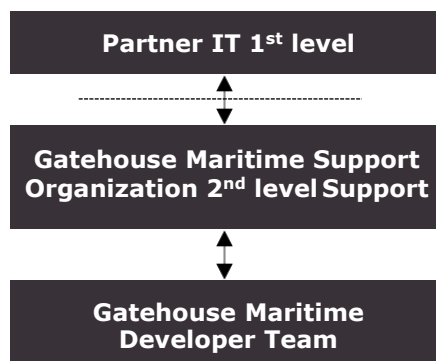 Partner IT 1st level
Gatehouse Maritime Support
Organization 2nd level Support
Gatehouse Maritime
Developer Team